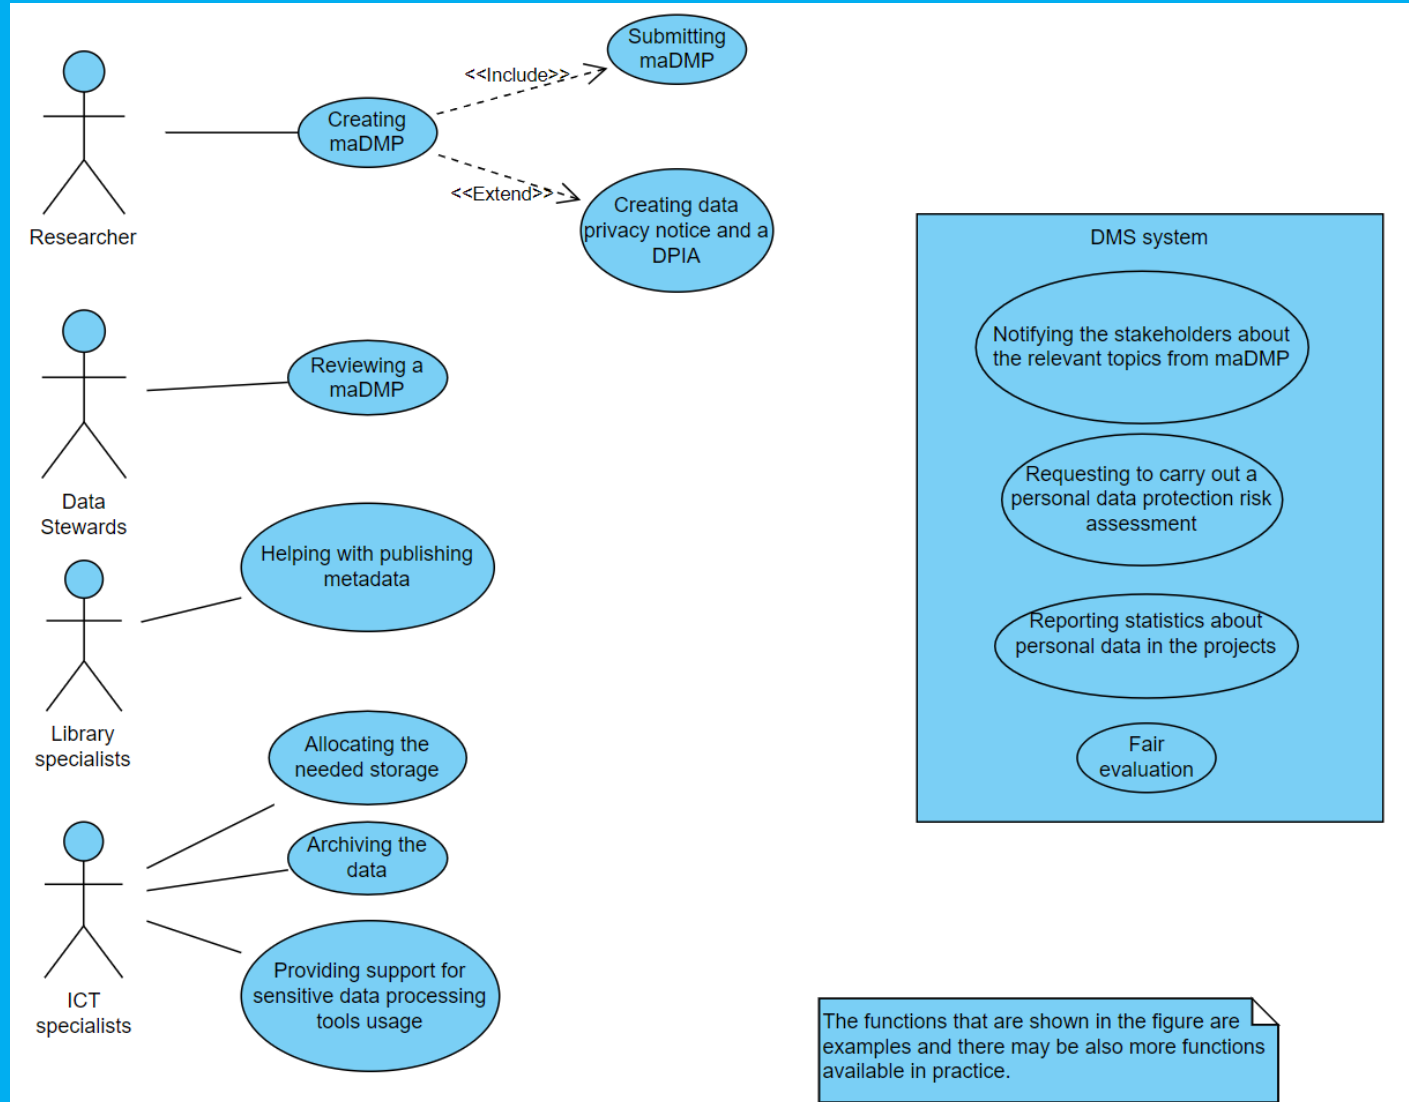 Submitting
maDMP
<<Include>>
Creating
maDMP
<<Extend>>
Creating data
privacy notice and a
DPIA
Researcher
Reviewing a
maDMP
Data
Stewards
Helping with publishing
metadata
Library
specialists
Allocating the
needed storage
Archiving the
data
Providing support for
sensitive data processing
tools usage
ICT
specialists
DMS system
Notifying the stakeholders about
the relevant topics from maDMP
Requesting to carry out a
personal data protection risk
assessment
Reporting statistics about
personal data in the projects
Fair
evaluation
The functions that are shown in the figure are
examples and there may be also more functions
available in practice.